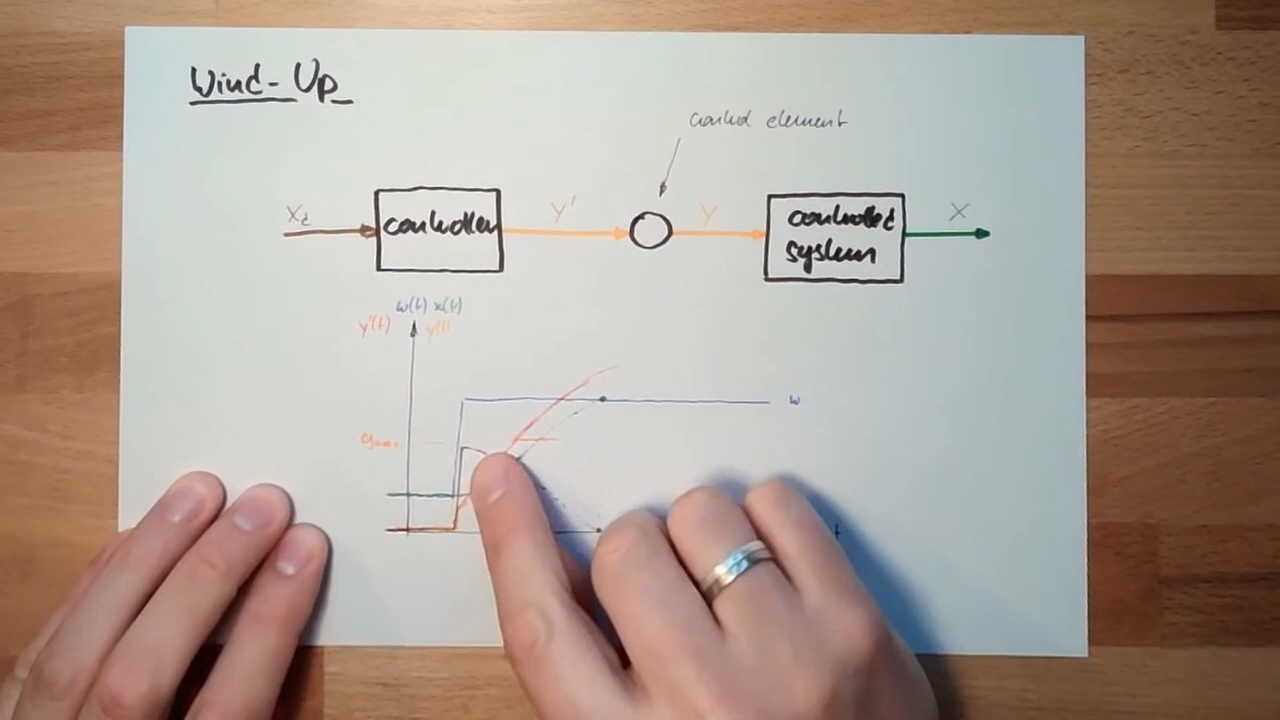 Wind-Up
control element
xd
controller
y'
y
controlled
system
x
w(t) x(t)
y'(t) y(t)
w
t